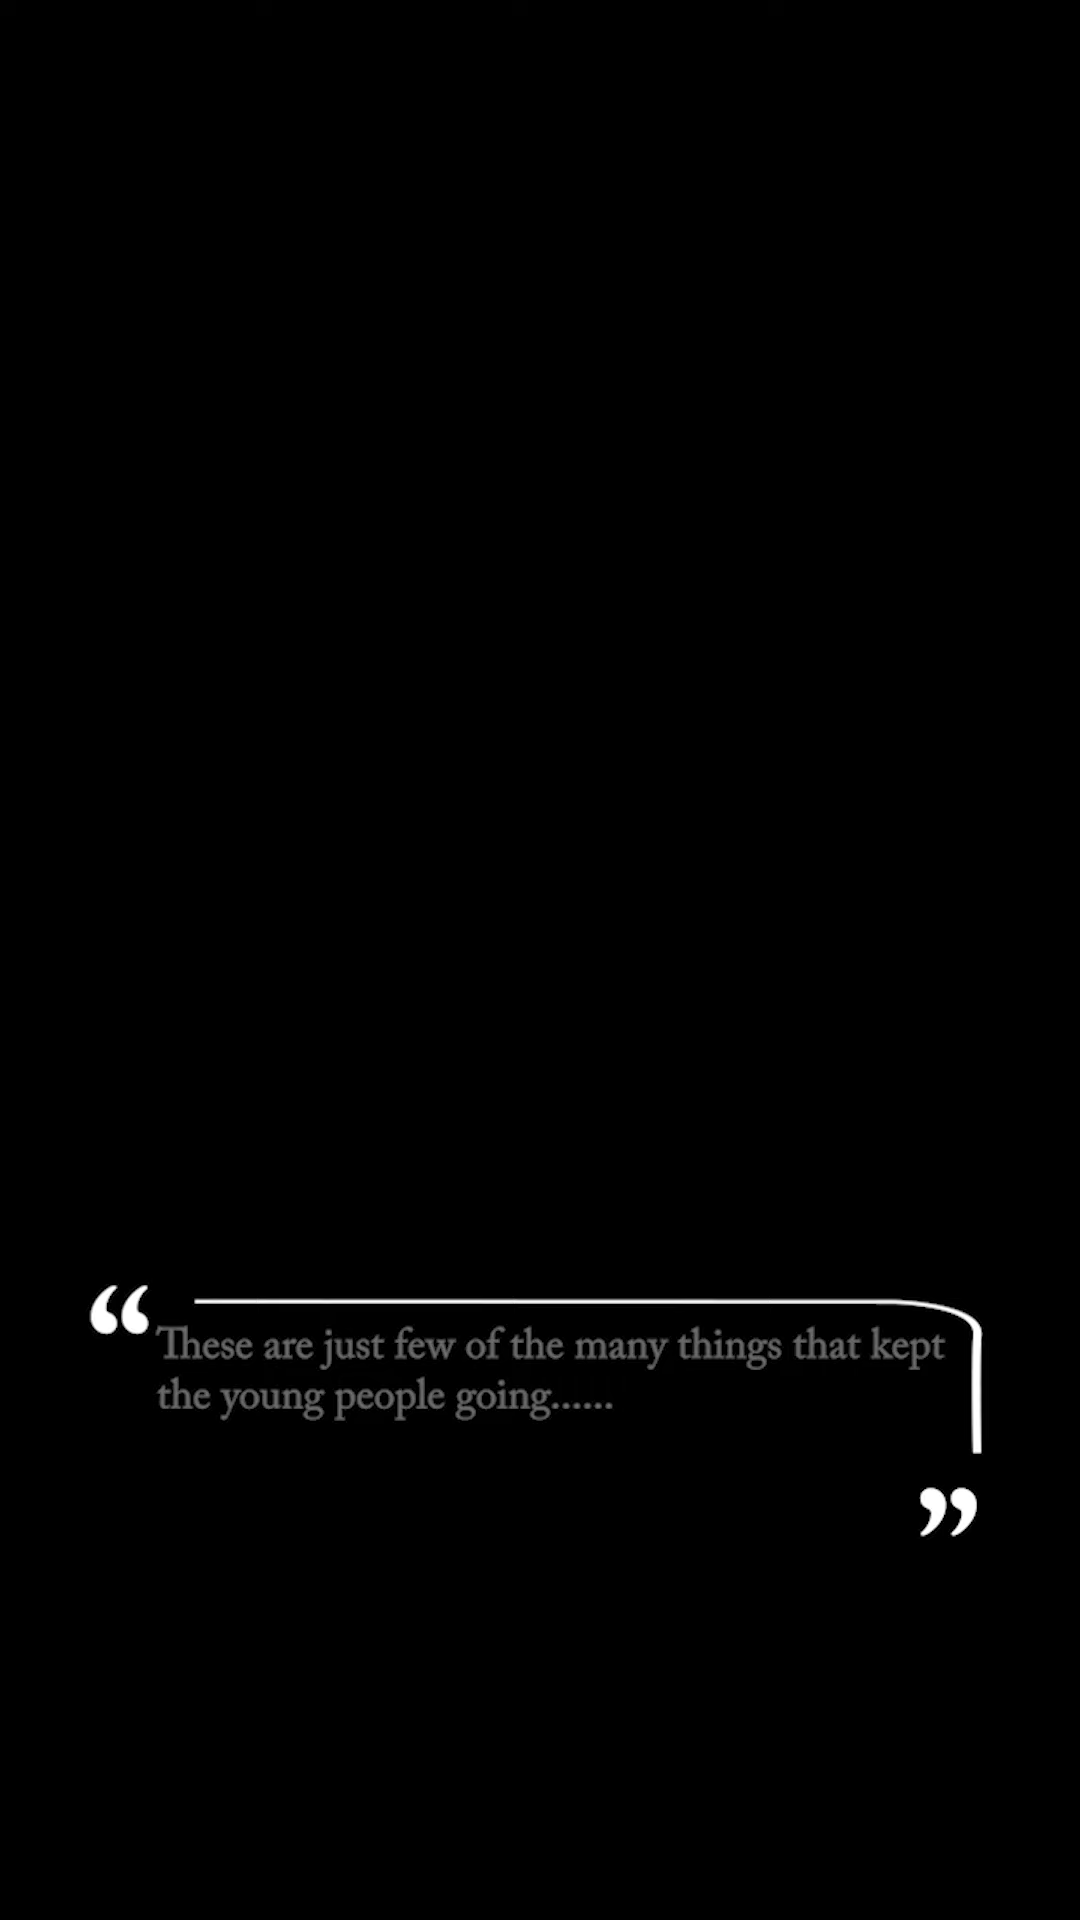 “These are just few of the many things that kept
the young people going......”